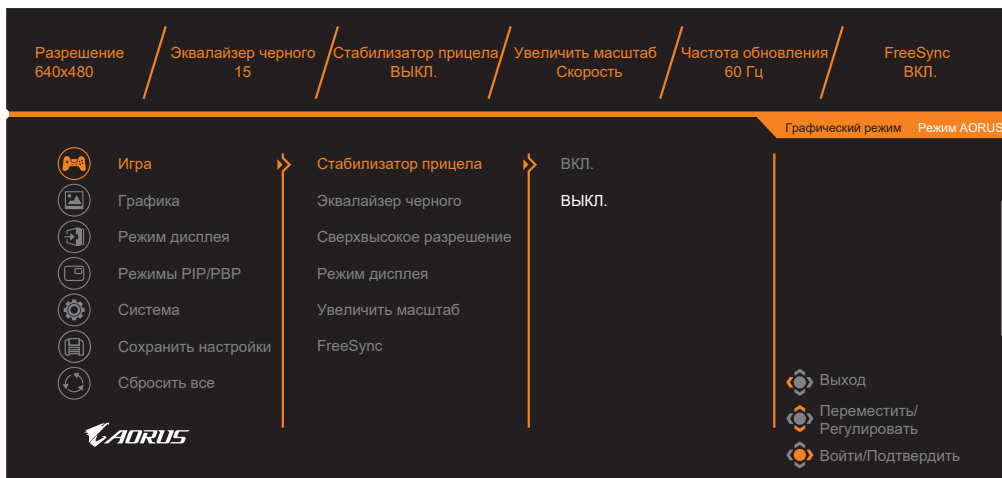 Разрешение
640x480
Эквалайзер черного
15
Стабилизатор прицела
ВЫКЛ.
Увеличить масштаб
Скорость
Частота обновления
60 Гц
FreeSync
ВКЛ.
Графический режим Режим AORUS
Игра
Графика
Режим дисплея
Режимы PIP/PBP
Система
Сохранить настройки
Сбросить все
Стабилизатор прицела
Эквалайзер черного
Сверхвысокое разрешение
Режим дисплея
Увеличить масштаб
FreeSync
ВКЛ.
ВЫКЛ.
Выход
Переместить/
Регулировать
Войти/Подтвердить
AORUS